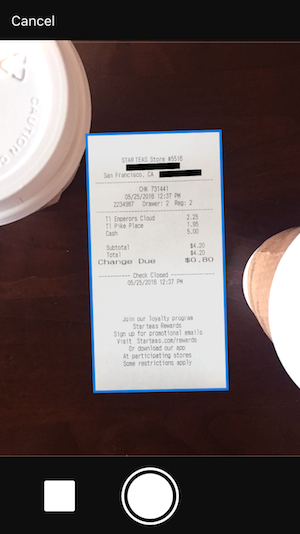 Cancel
CAUTION
STARTEAS Store #5516
San Francisco, CA
CHK 731441
05/25/2018 12:37 PM
2234387 Drawer: 2 Reg: 2
T1 Emperors Cloud 2.25
T1 Pike Place 1.95
Cash 5.00
Subtotal $4.20
Total $4.20
Change Due $0.80
Check Closed
05/25/2018 12:37 PM
Join our loyalty program
Starteas Rewards
Sign up for promotional emails
Visit Starteas.com/rewards
Or download our app
At participating stores
Some restrictions apply